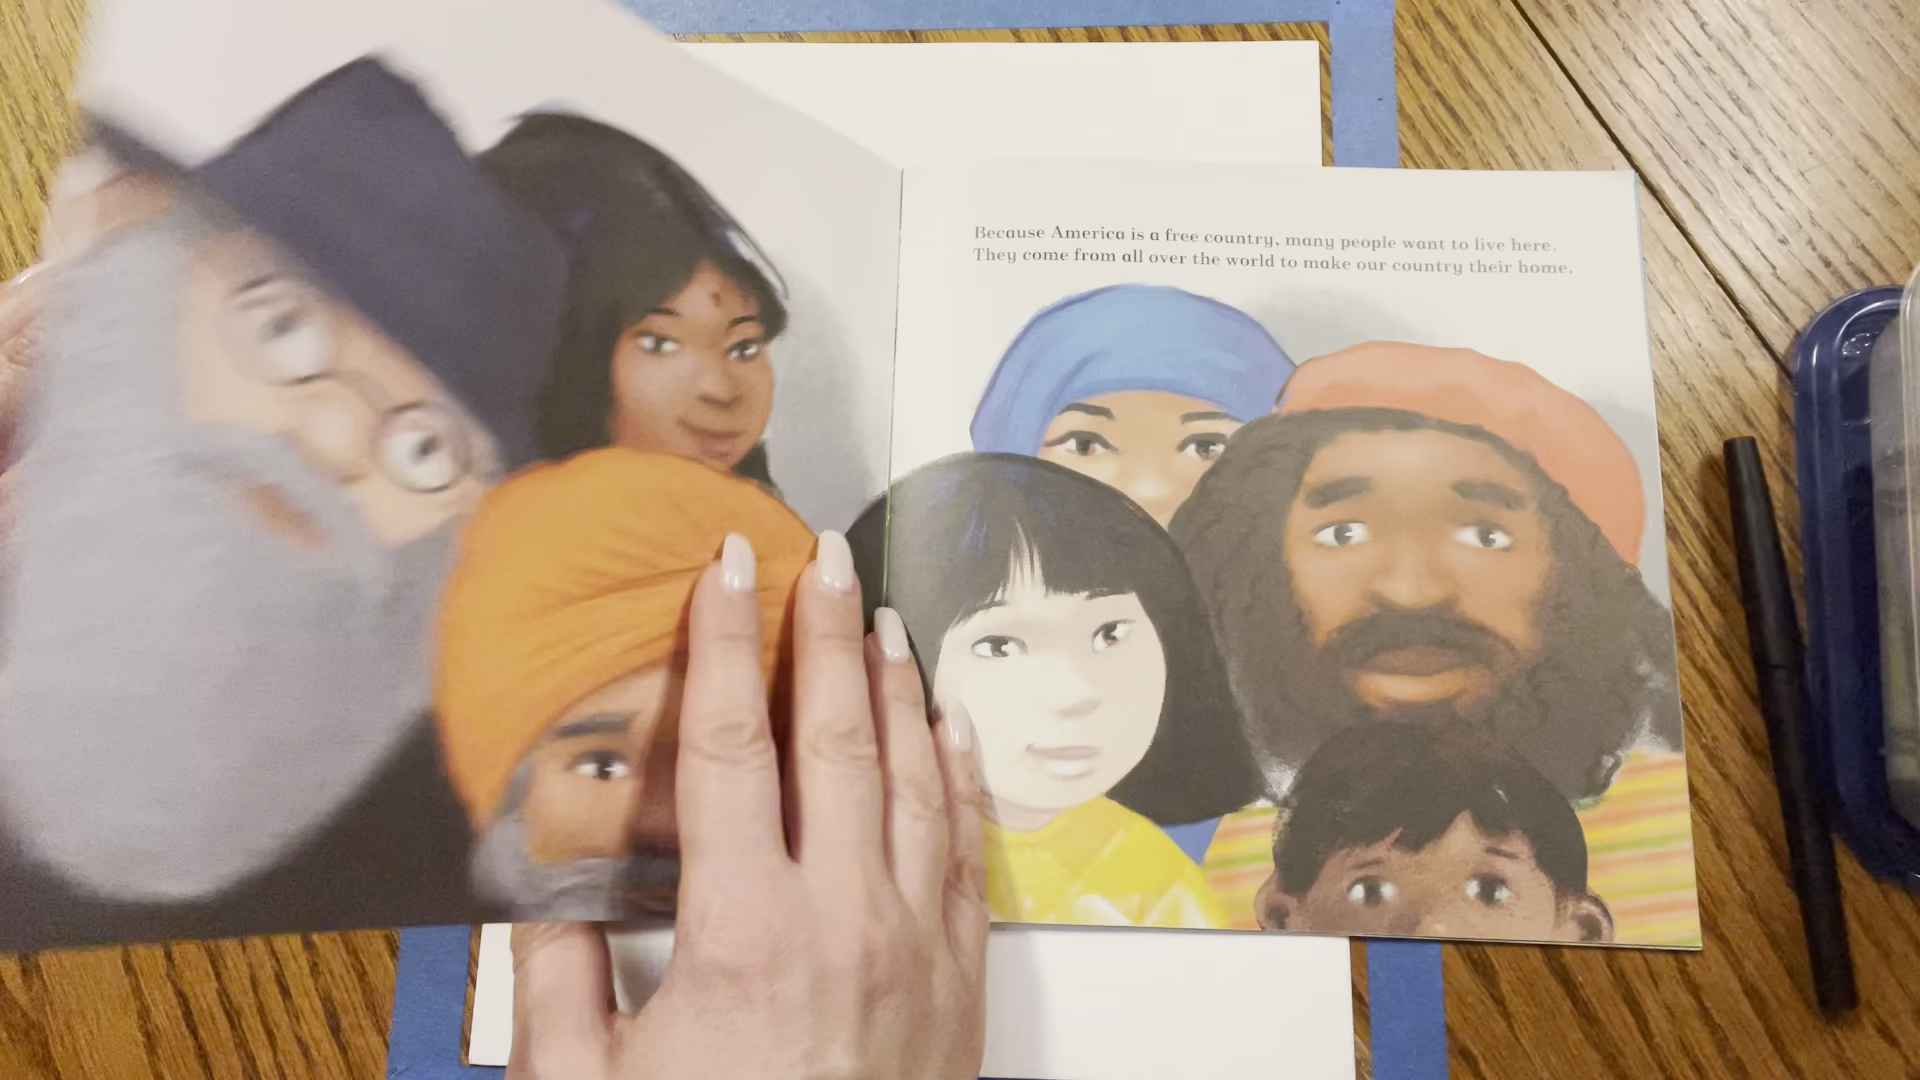 Because America is a free country, many people want to live here.
They come from all over the world to make our country their home.